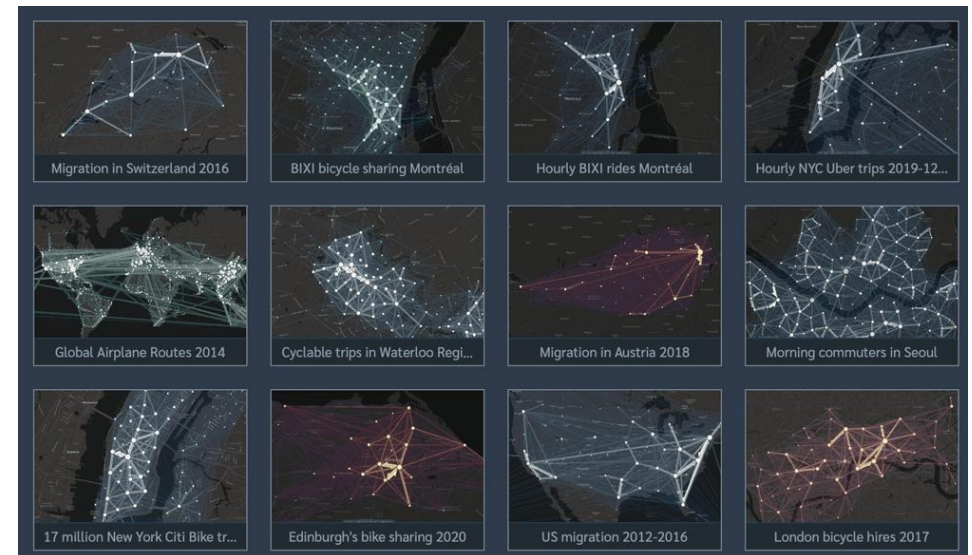 Migration in Switzerland 2016
BIXI bicycle sharing Montréal
Hourly BIXI rides Montréal
Hourly NYC Uber trips 2019-12...
Global Airplane Routes 2014
Cyclable trips in Waterloo Regi...
Migration in Austria 2018
Morning commuters in Seoul
17 million New York Citi Bike tr...
Edinburgh's bike sharing 2020
US migration 2012-2016
London bicycle hires 2017